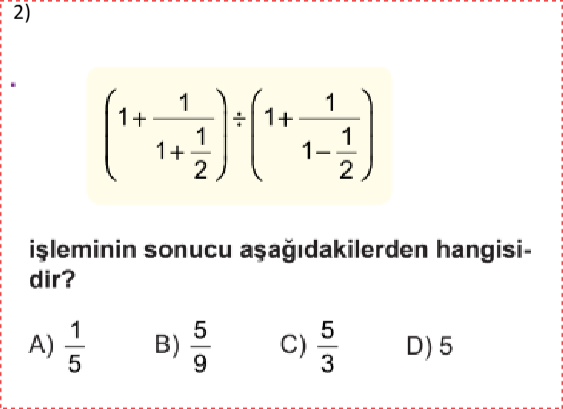 2)
(1+ 1/(1+ 1/2)) ÷ (1+ 1/(1− 1/2))
işleminin sonucu aşağıdakilerden hangisi-
dir?
A) 1/5 B) 5/9 C) 5/3 D) 5